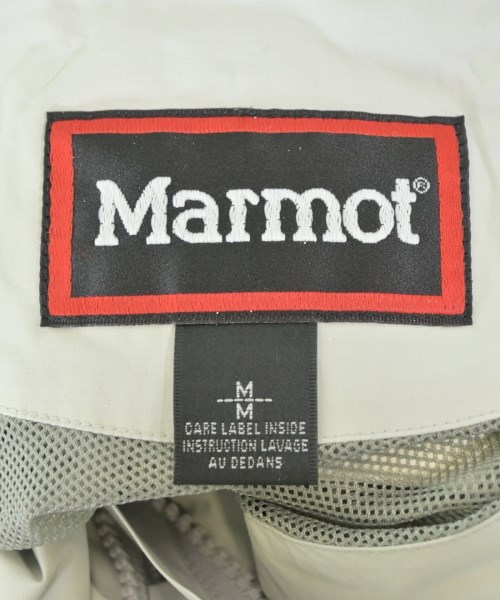 Marmot®
M
M
CARE LABEL INSIDE
INSTRUCTION LAVAGE
AU DEDANS